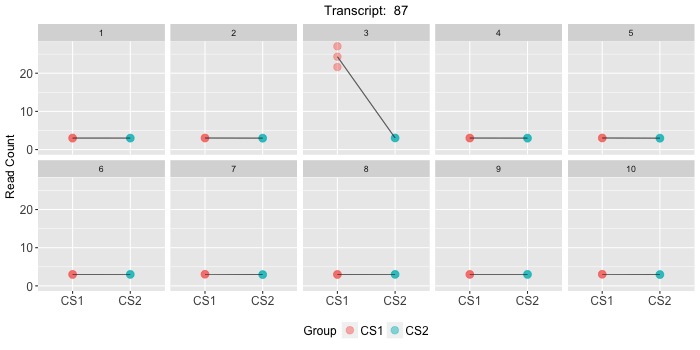 Transcript:  87
1 2 3 4 5
20
10
0
Read Count
6 7 8 9 10
20
10
0
CS1 CS2 CS1 CS2 CS1 CS2 CS1 CS2 CS1 CS2
Group CS1 CS2